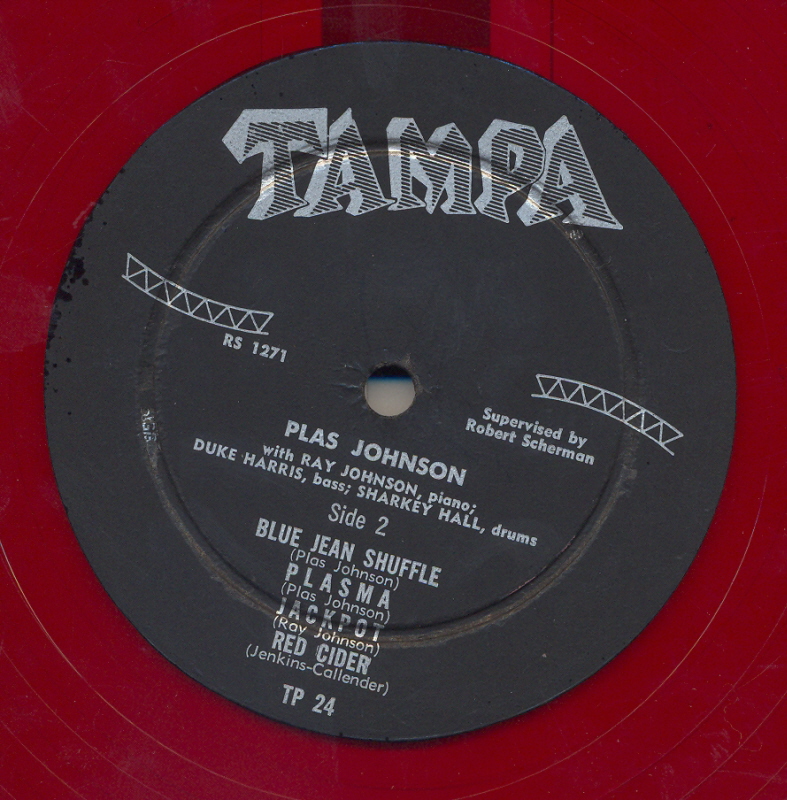 TAMPA
RS 1271
Supervised by
Robert Scherman
PLAS JOHNSON
with RAY JOHNSON, piano;
DUKE HARRIS, bass; SHARKEY HALL, drums
Side 2
BLUE JEAN SHUFFLE
(Plas Johnson)
PLASMA
(Plas Johnson)
JACKPOT
(Ray Johnson)
RED CIDER
(Jenkins-Callender)
TP 24